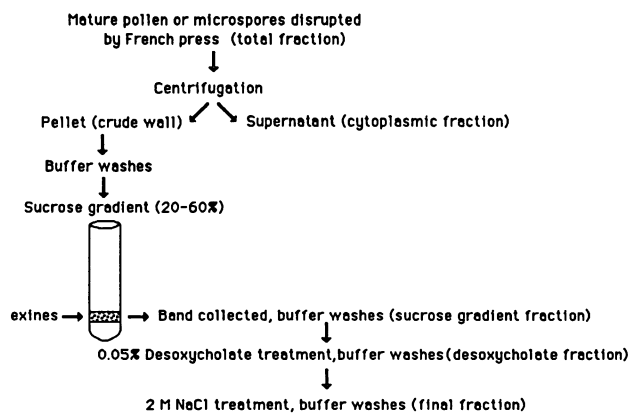 Mature pollen or microspores disrupted
by French press (total fraction)
Centrifugation
Pellet (crude wall)
Supernatant (cytoplasmic fraction)
Buffer washes
Sucrose gradient (20-60%)
exines
Band collected, buffer washes (sucrose gradient fraction)
0.05% Desoxycholate treatment,buffer washes(desoxycholate fraction)
2 M NaCl treatment, buffer washes (final fraction)